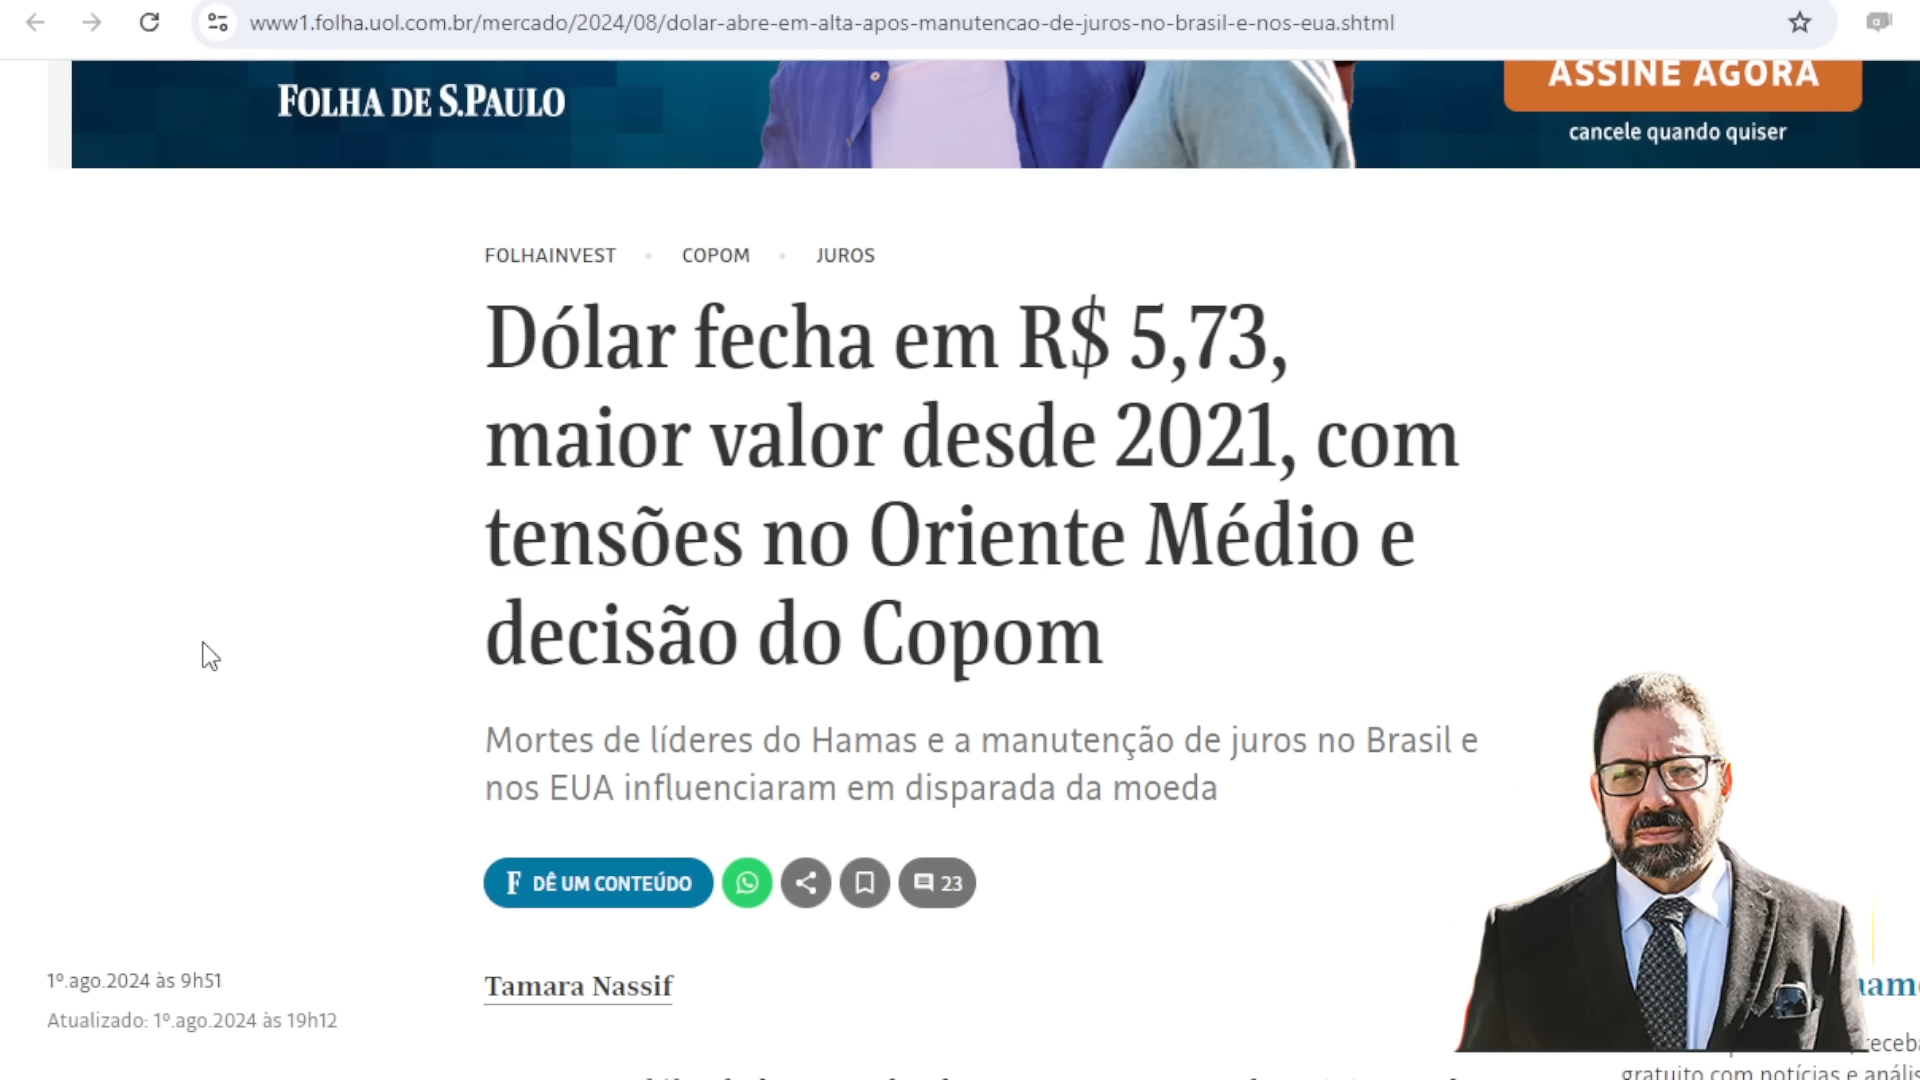 www1.folha.uol.com.br/mercado/2024/08/dolar-abre-em-alta-apos-manutencao-de-juros-no-brasil-e-nos-eua.shtml
FOLHA DE S.PAULO
ASSINE AGORA
cancele quando quiser
FOLHAINVEST
COPOM
JUROS
Dólar fecha em R$ 5,73,
maior valor desde 2021, com
tensões no Oriente Médio e
decisão do Copom
Mortes de líderes do Hamas e a manutenção de juros no Brasil e
nos EUA influenciaram em disparada da moeda
F DÊ UM CONTEÚDO
23
1º.ago.2024 às 9h51
Atualizado: 1º.ago.2024 às 19h12
Tamara Nassif
gratuito com notícias e anális